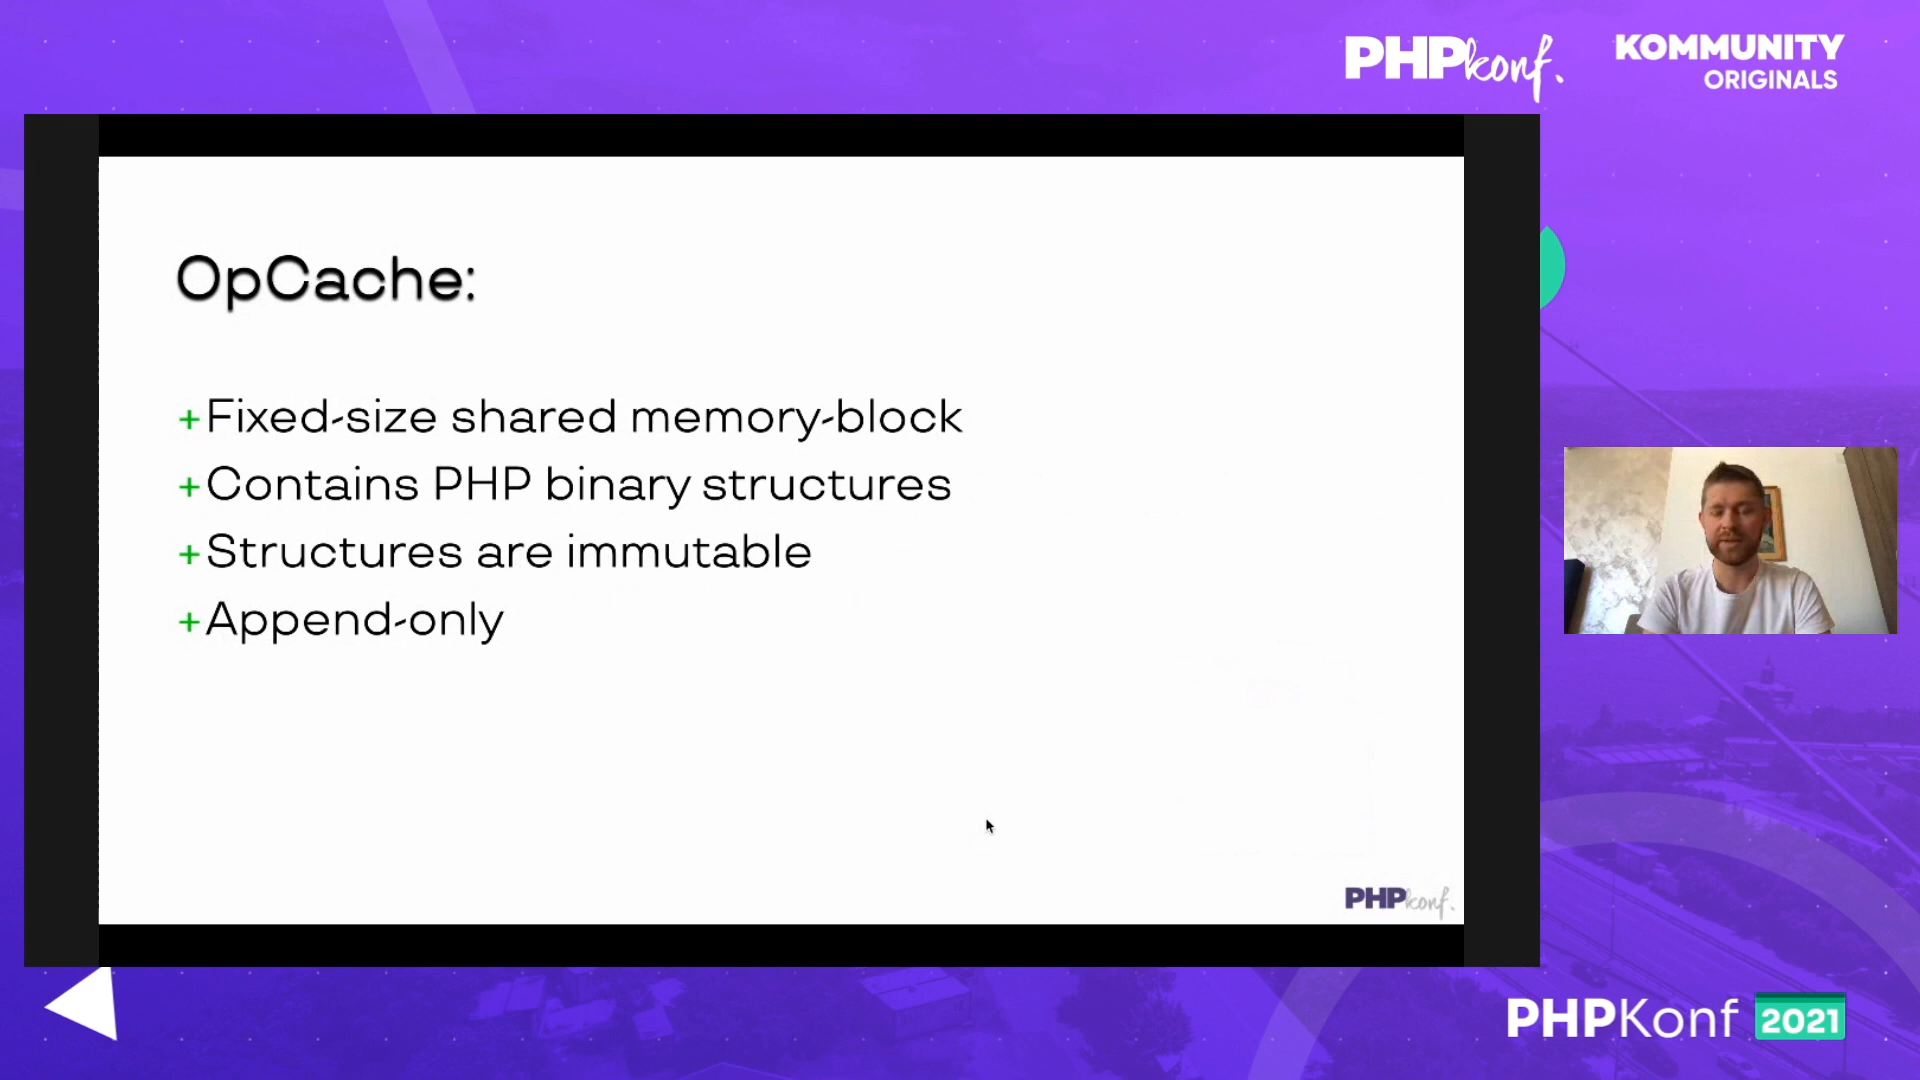 PHPkonf.
KOMMUNITY
ORIGINALS
OpCache:
+Fixed-size shared memory-block
+Contains PHP binary structures
+Structures are immutable
+Append-only
PHPkonf.
PHPKonf 2021